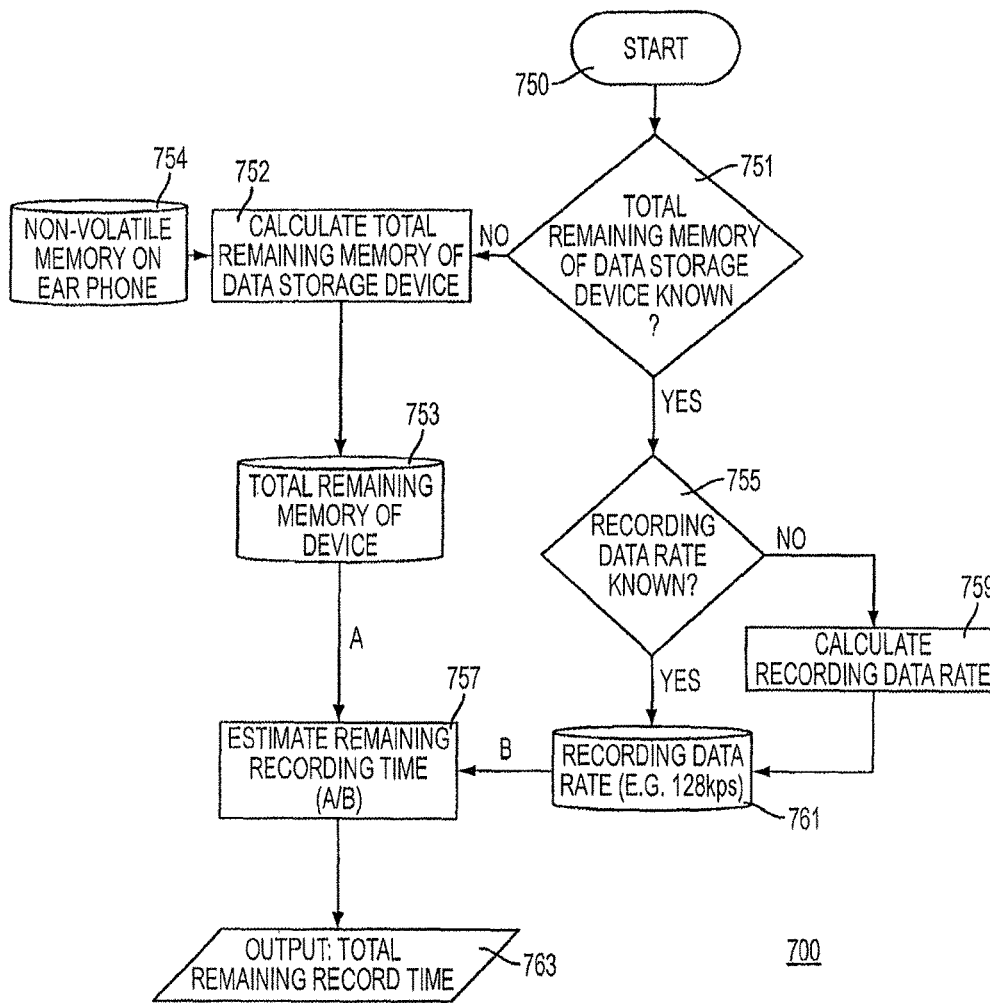 START
750
751
TOTAL
REMAINING MEMORY
OF DATA STORAGE
DEVICE KNOWN
?
NO
YES
754
NON-VOLATILE
MEMORY ON
EAR PHONE
752
CALCULATE TOTAL
REMAINING MEMORY OF
DATA STORAGE DEVICE
753
TOTAL REMAINING
MEMORY OF
DEVICE
A
755
RECORDING
DATA RATE
KNOWN?
NO
YES
759
CALCULATE
RECORDING DATA RATE
757
ESTIMATE REMAINING
RECORDING TIME
(A/B)
B
RECORDING DATA
RATE (E.G. 128kps)
761
OUTPUT: TOTAL
REMAINING RECORD TIME
763
700